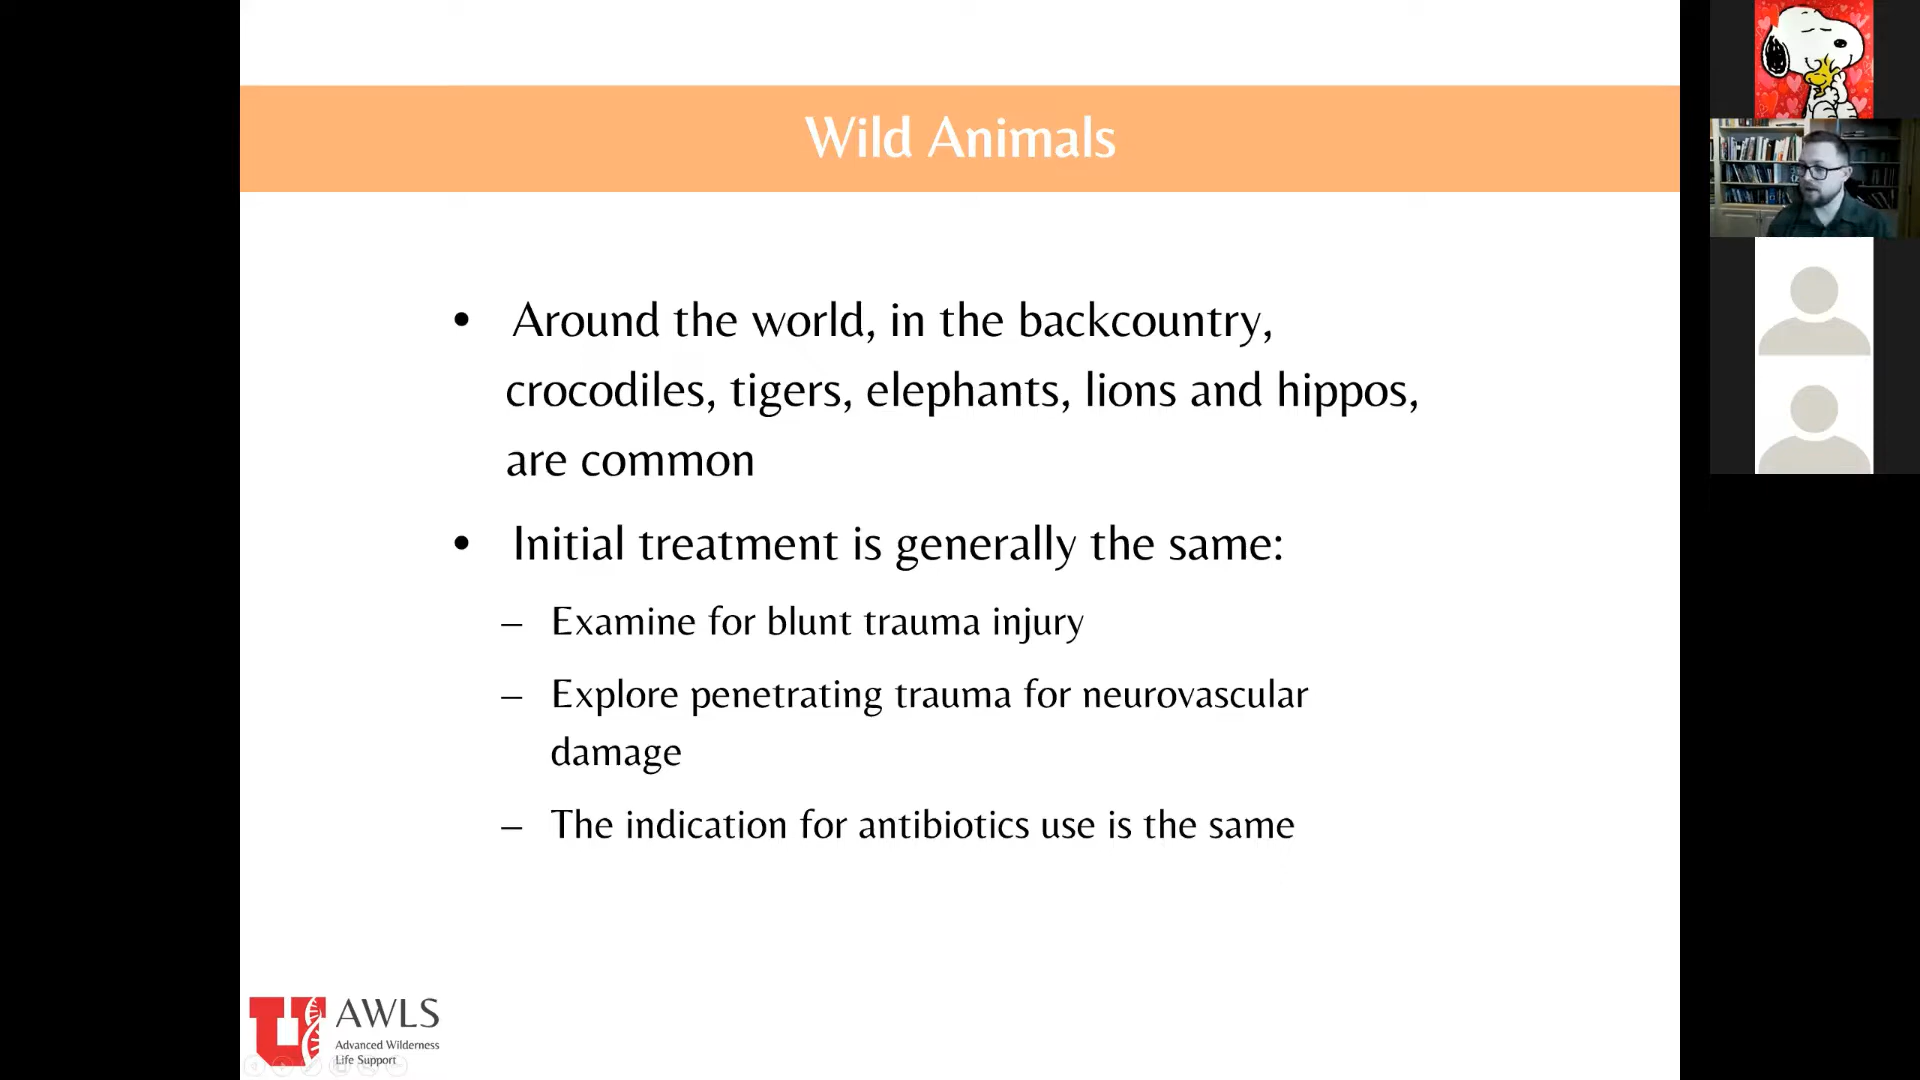 Wild Animals
• Around the world, in the backcountry,
crocodiles, tigers, elephants, lions and hippos,
are common
• Initial treatment is generally the same:
– Examine for blunt trauma injury
– Explore penetrating trauma for neurovascular
damage
– The indication for antibiotics use is the same
U AWLS
Advanced Wilderness
Life Support